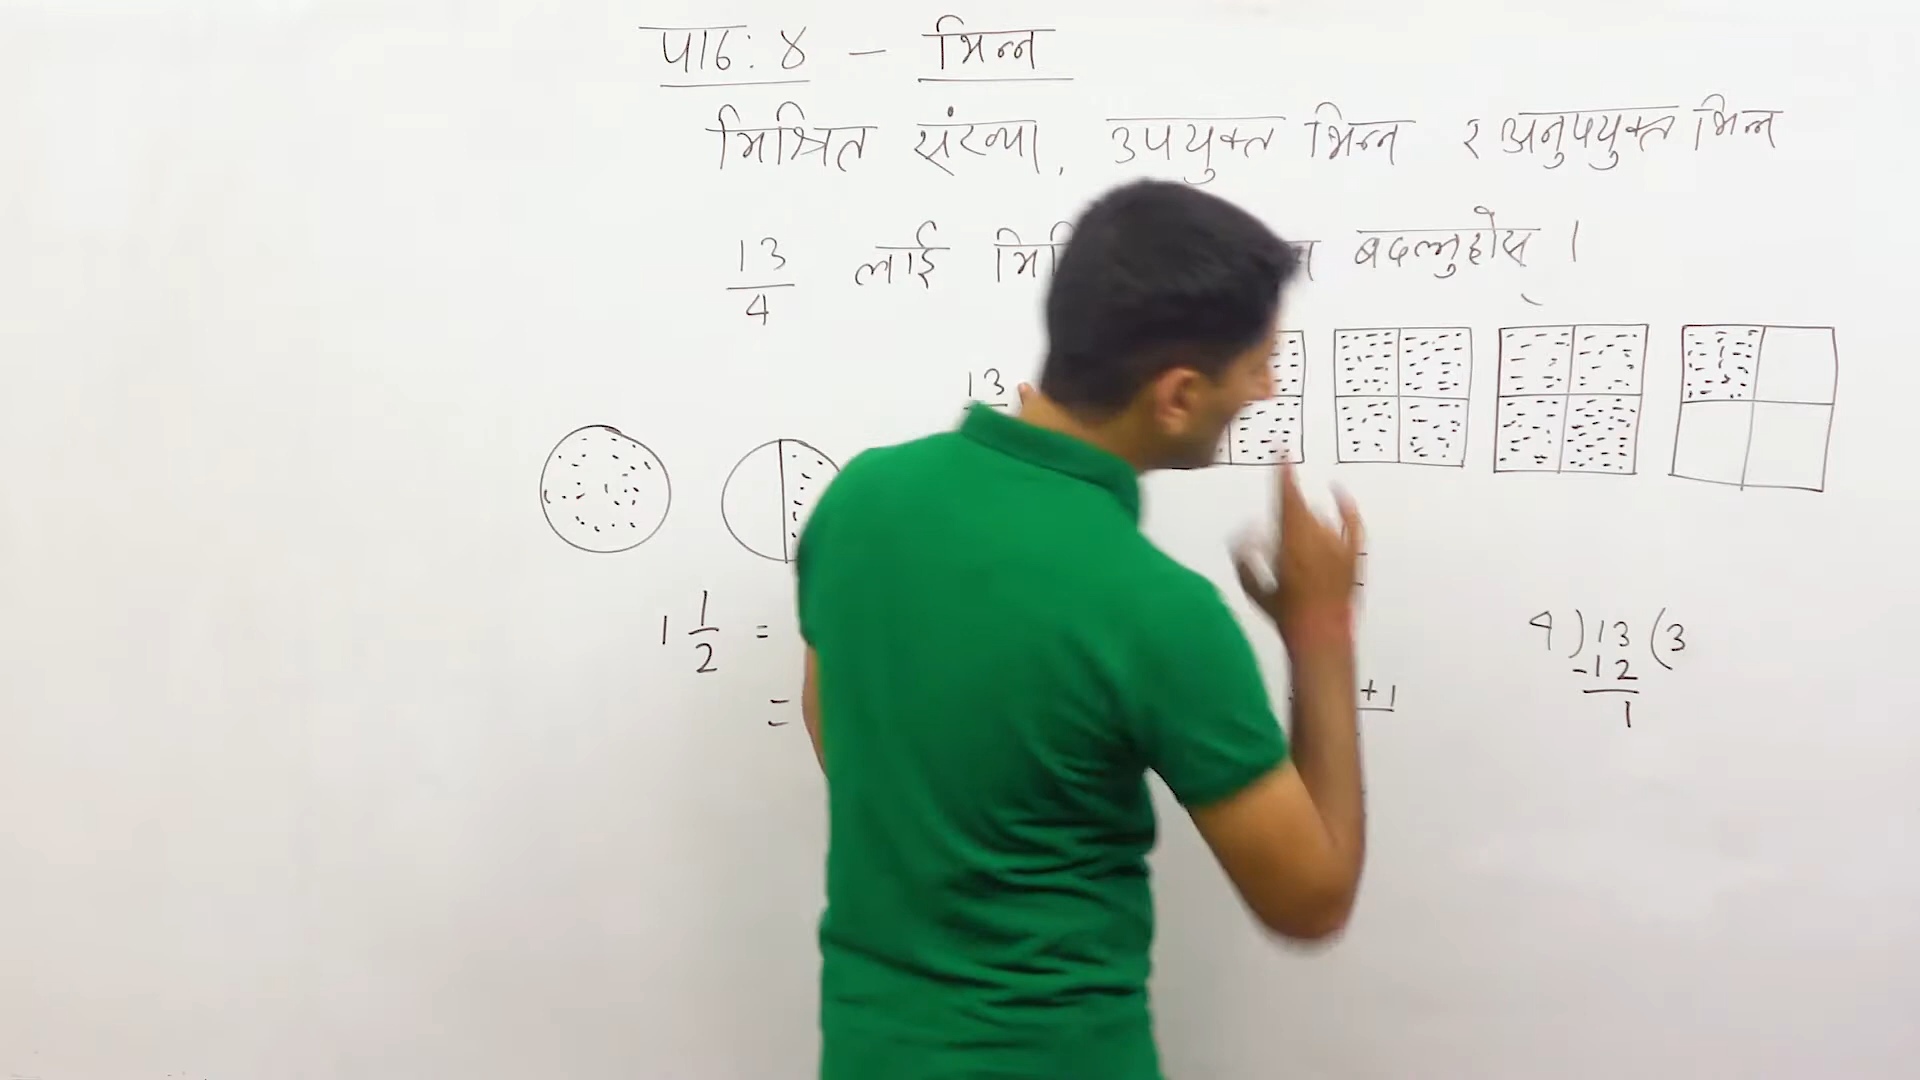 पाठ: ४ – भिन्न
मिश्रित संख्या, उपयुक्त भिन्न र अनुपयुक्त भिन्न
13/4 लाई बदल्नुहोस् ।
13
1 1/2 =
=
+1
4)13(3
-12
1